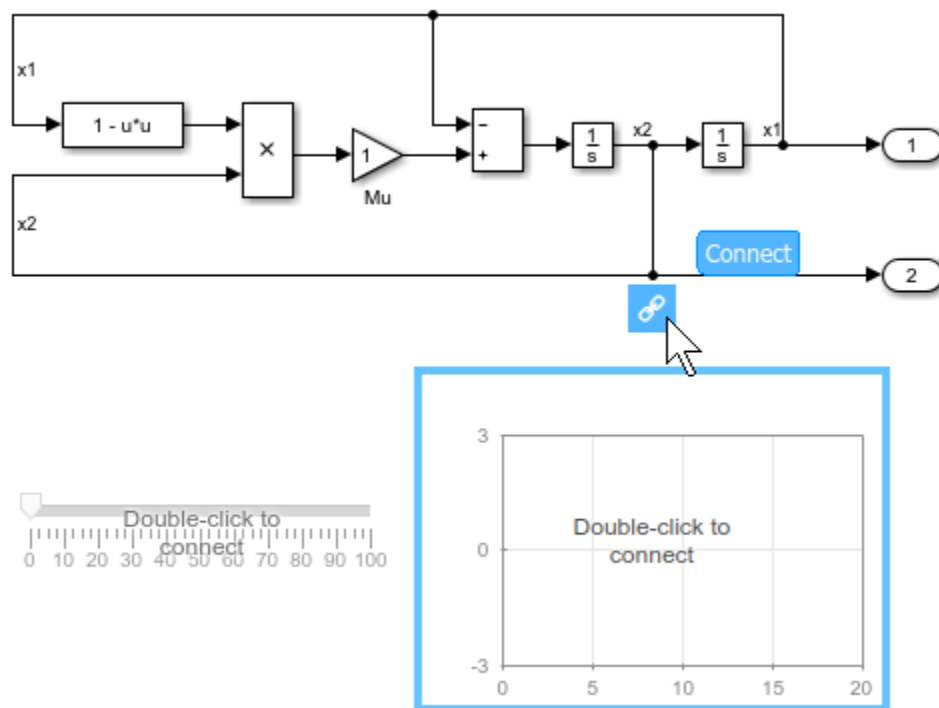 x1
1 - u*u
×
1
Mu
−
+
1
s
x2
1
s
x1
1
x2
Connect
2
Double-click to
connect
0 10 20 30 40 50 60 70 80 90 100
3
0
-3
Double-click to
connect
0 5 10 15 20